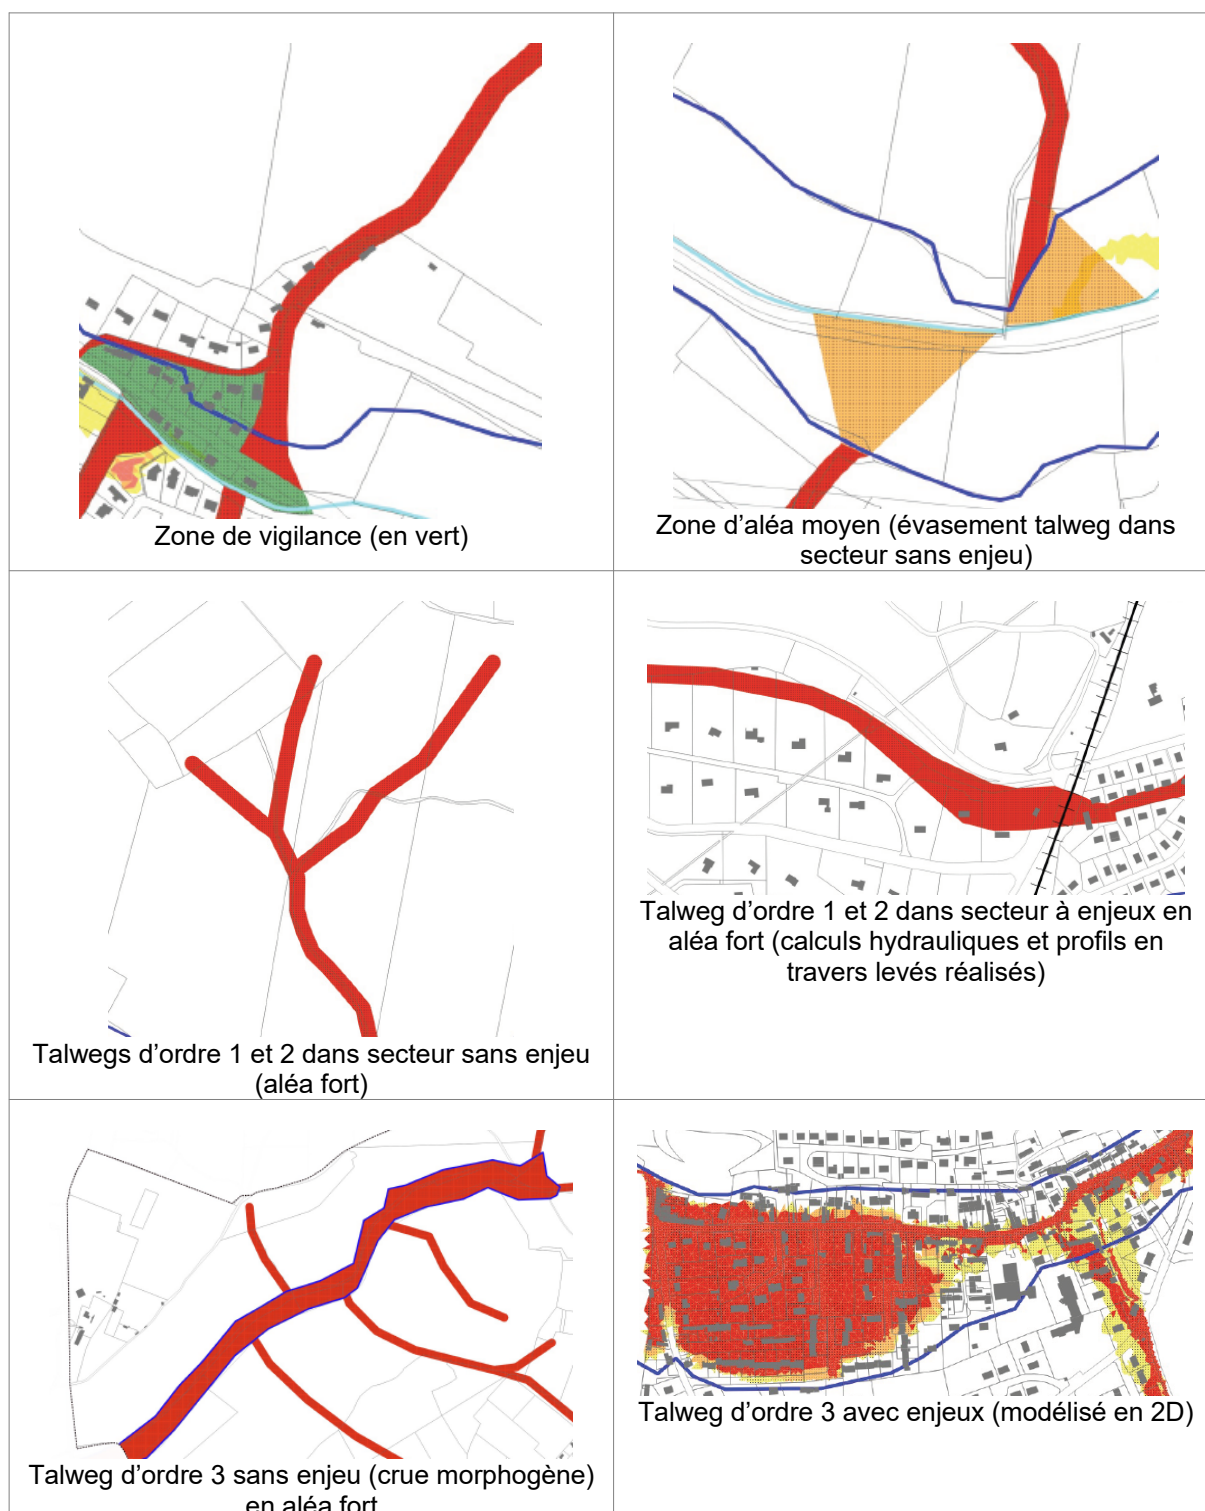 Zone de vigilance (en vert)
Zone d'aléa moyen (évasement talweg dans
secteur sans enjeu)
Talwegs d'ordre 1 et 2 dans secteur sans enjeu
(aléa fort)
Talweg d'ordre 1 et 2 dans secteur à enjeux en
aléa fort (calculs hydrauliques et profils en
travers levés réalisés)
Talweg d'ordre 3 sans enjeu (crue morphogène)
en aléa fort
Talweg d'ordre 3 avec enjeux (modélisé en 2D)